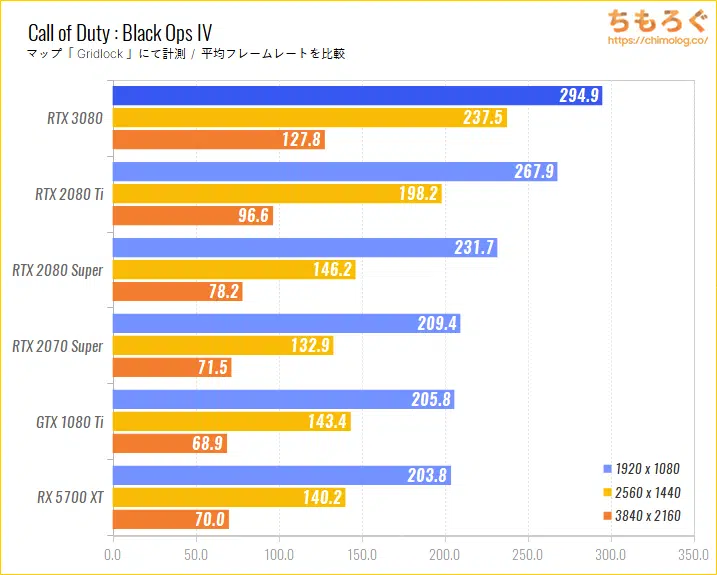 Call of Duty : Black Ops IV
マップ「 Gridlock 」にて計測 / 平均フレームレートを比較
ちもろぐ
https://chimolog.co/
RTX 3080
294.9
237.5
127.8
RTX 2080 Ti
267.9
198.2
96.6
RTX 2080 Super
231.7
146.2
78.2
RTX 2070 Super
209.4
132.9
71.5
GTX 1080 Ti
205.8
143.4
68.9
RX 5700 XT
203.8
140.2
70.0
1920 x 1080
2560 x 1440
3840 x 2160
0.0 50.0 100.0 150.0 200.0 250.0 300.0 350.0